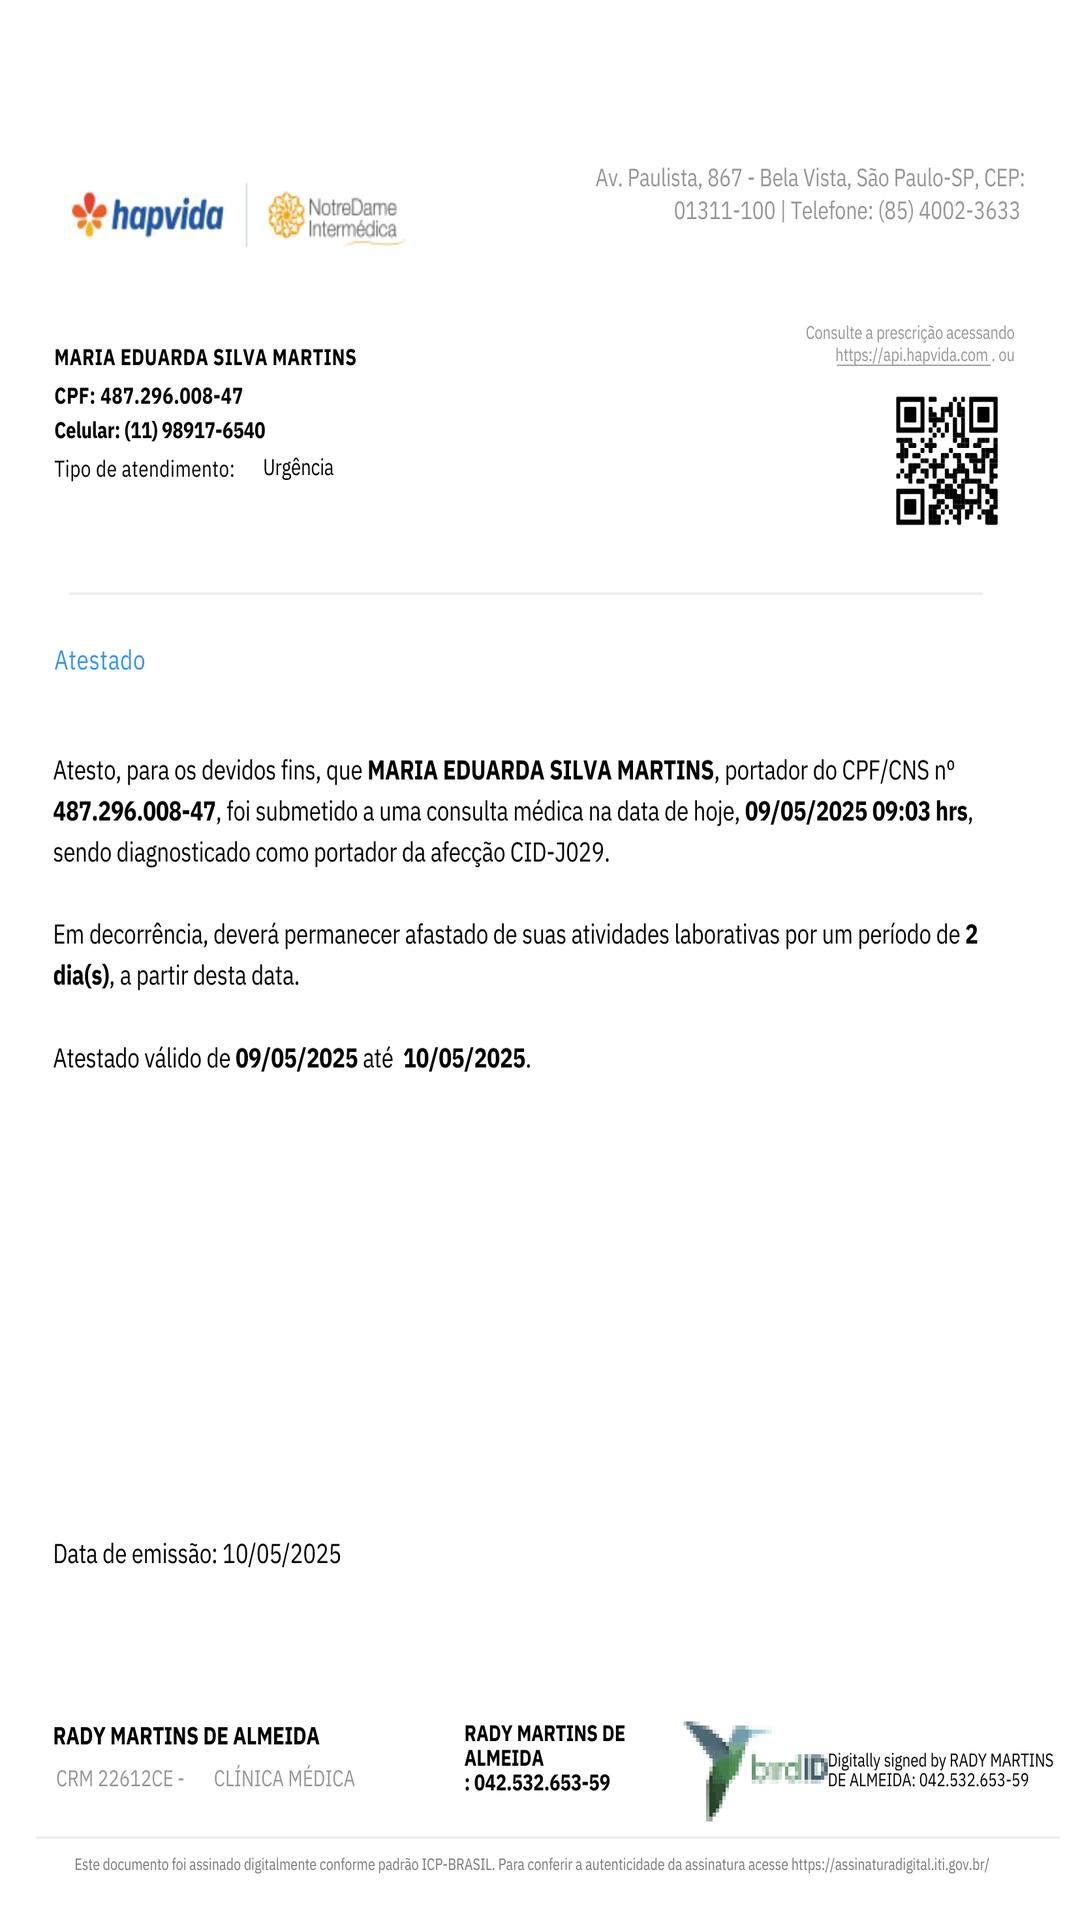 Av. Paulista, 867 - Bela Vista, São Paulo-SP, CEP:
01311-100 | Telefone: (85) 4002-3633
hapvida
NotreDame
Intermédica
Consulte a prescrição acessando
https://api.hapvida.com . ou
MARIA EDUARDA SILVA MARTINS
CPF: 487.296.008-47
Celular: (11) 98917-6540
Tipo de atendimento: Urgência
Atestado
Atesto, para os devidos fins, que MARIA EDUARDA SILVA MARTINS, portador do CPF/CNS nº
487.296.008-47, foi submetido a uma consulta médica na data de hoje, 09/05/2025 09:03 hrs,
sendo diagnosticado como portador da afecção CID-J029.
Em decorrência, deverá permanecer afastado de suas atividades laborativas por um período de 2
dia(s), a partir desta data.
Atestado válido de 09/05/2025 até 10/05/2025.
Data de emissão: 10/05/2025
RADY MARTINS DE ALMEIDA
CRM 22612CE - CLÍNICA MÉDICA
RADY MARTINS DE
ALMEIDA
: 042.532.653-59
birdID
Digitally signed by RADY MARTINS
DE ALMEIDA: 042.532.653-59
Este documento foi assinado digitalmente conforme padrão ICP-BRASIL. Para conferir a autenticidade da assinatura acesse https://assinaturadigital.iti.gov.br/